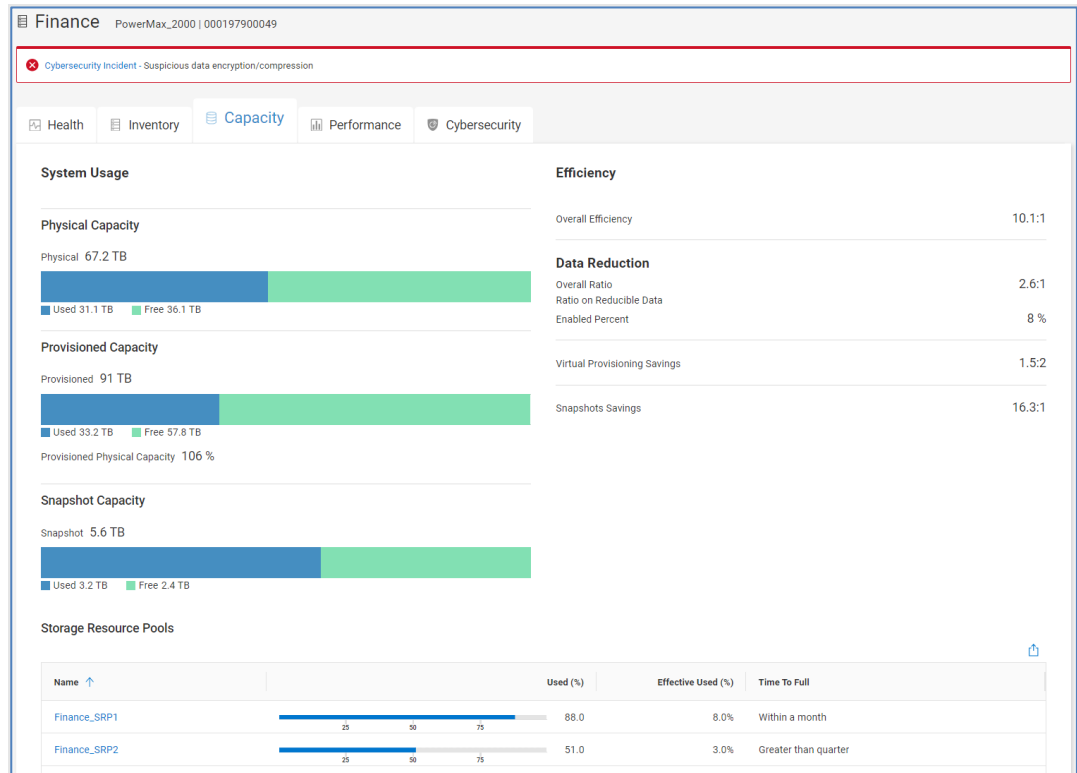 Finance PowerMax_2000 | 000197900049
Cybersecurity Incident - Suspicious data encryption/compression
Health Inventory Capacity Performance Cybersecurity
System Usage
Physical Capacity
Physical 67.2 TB
Used 31.1 TB Free 36.1 TB
Provisioned Capacity
Provisioned 91 TB
Used 33.2 TB Free 57.8 TB
Provisioned Physical Capacity 106 %
Snapshot Capacity
Snapshot 5.6 TB
Used 3.2 TB Free 2.4 TB
Efficiency
Overall Efficiency 10.1:1
Data Reduction
Overall Ratio 2.6:1
Ratio on Reducible Data
Enabled Percent 8 %
Virtual Provisioning Savings 1.5:2
Snapshots Savings 16.3:1
Storage Resource Pools
Name Used (%) Effective Used (%) Time To Full
Finance_SRP1 88.0 8.0% Within a month
25 50 75
Finance_SRP2 51.0 3.0% Greater than quarter
25 50 75